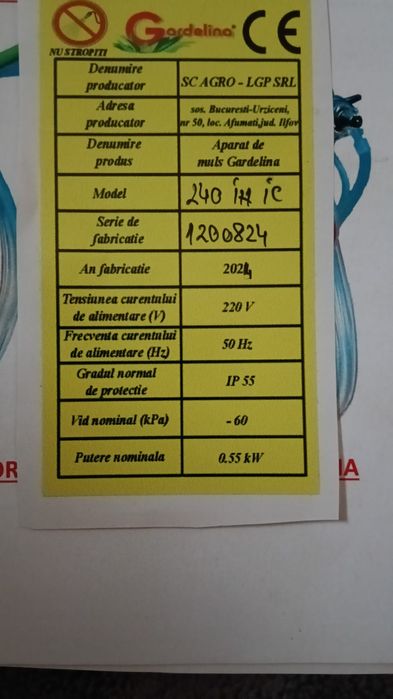 NU STROPITI
Gardelina®
CE
Denumire
producator
SC AGRO - LGP SRL
Adresa
producator
sos. Bucuresti-Urziceni,
nr 50, loc. Afumati,jud. Ilfov
Denumire
produs
Aparat de
muls Gardelina
Model
240 ix ic
Serie de
fabricatie
1200824
An fabricatie
2024
Tensiunea curentului
de alimentare (V)
220 V
Frecventa curentului
de alimentare (Hz)
50 Hz
Gradul normal
de protectie
IP 55
Vid nominal (kPa)
- 60
Putere nominala
0.55 kW
OR
IA